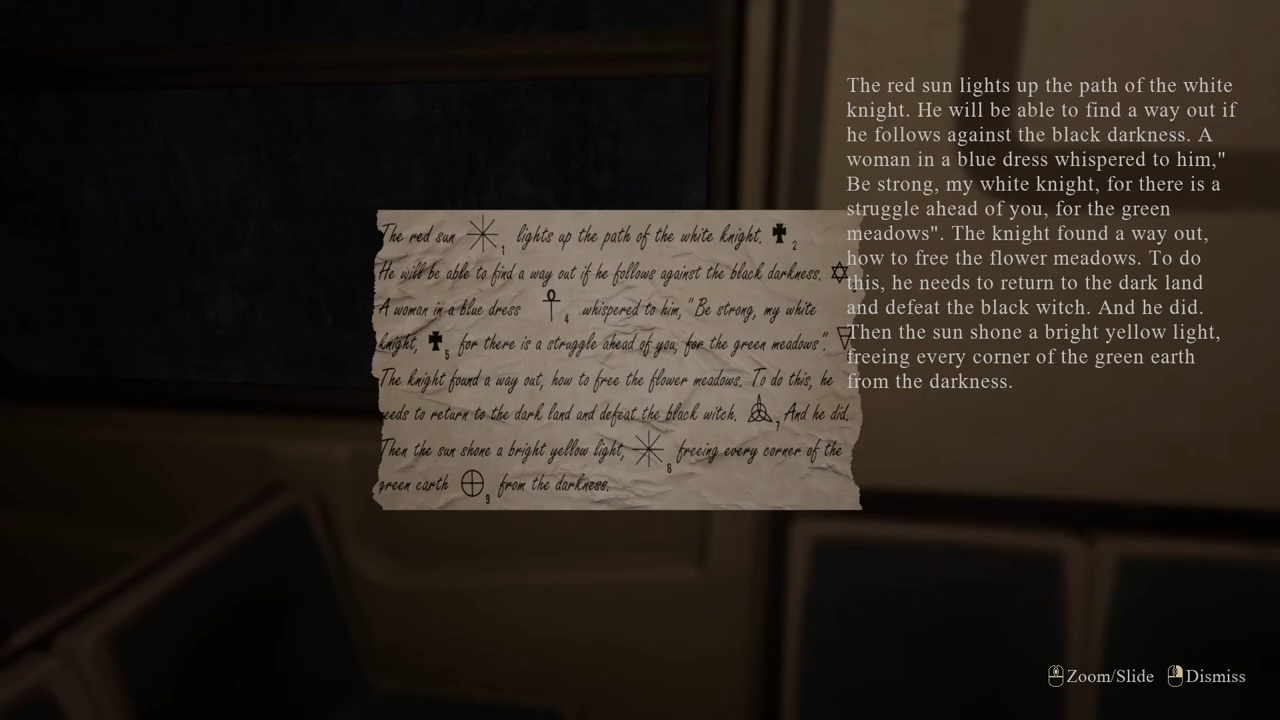 The red sun 1 lights up the path of the white knight. 2
He will be able to find a way out if he follows against the black darkness.
A woman in a blue dress 4 whispered to him, "Be strong, my white
knight, 5 for there is a struggle ahead of you, for the green meadows".
The knight found a way out, how to free the flower meadows. To do this, he
needs to return to the dark land and defeat the black witch. 7 And he did.
Then the sun shone a bright yellow light, 8 freeing every corner of the
green earth 9 from the darkness.
The red sun lights up the path of the white
knight. He will be able to find a way out if
he follows against the black darkness. A
woman in a blue dress whispered to him,"
Be strong, my white knight, for there is a
struggle ahead of you, for the green
meadows". The knight found a way out,
how to free the flower meadows. To do
this, he needs to return to the dark land
and defeat the black witch. And he did.
Then the sun shone a bright yellow light,
freeing every corner of the green earth
from the darkness.
Zoom/Slide Dismiss